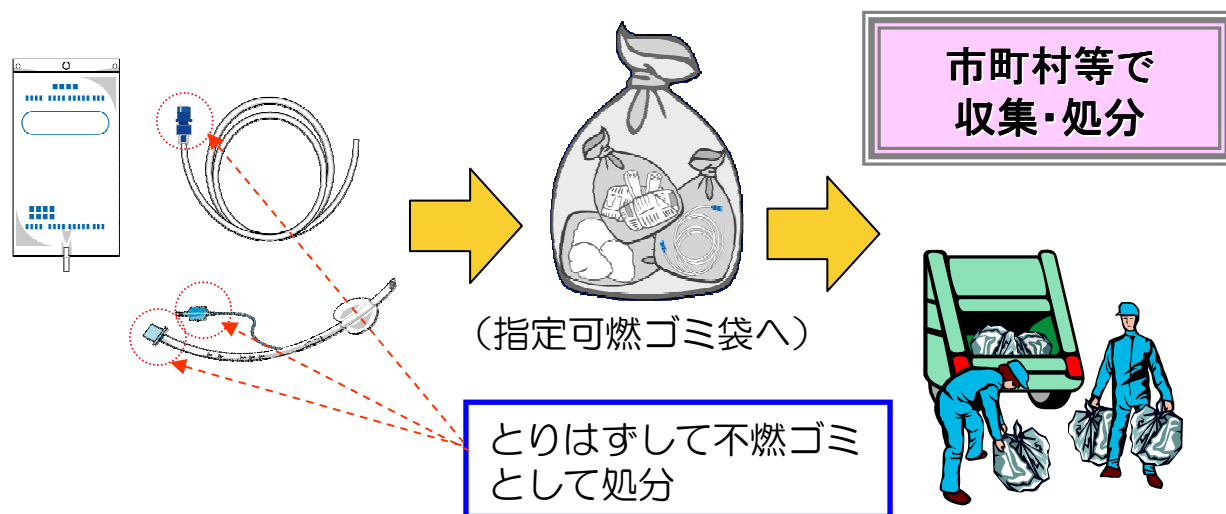 市町村等で
収集・処分
（指定可燃ゴミ袋へ）
とりはずして不燃ゴミ
として処分